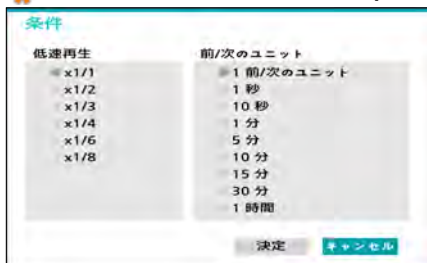 条件
低速再生
x1/1
x1/2
x1/3
x1/4
x1/6
x1/8
前/次のユニット
1 前/次のユニット
1 秒
10 秒
1 分
5 分
10 分
15 分
30 分
1 時間
決定 キャンセル